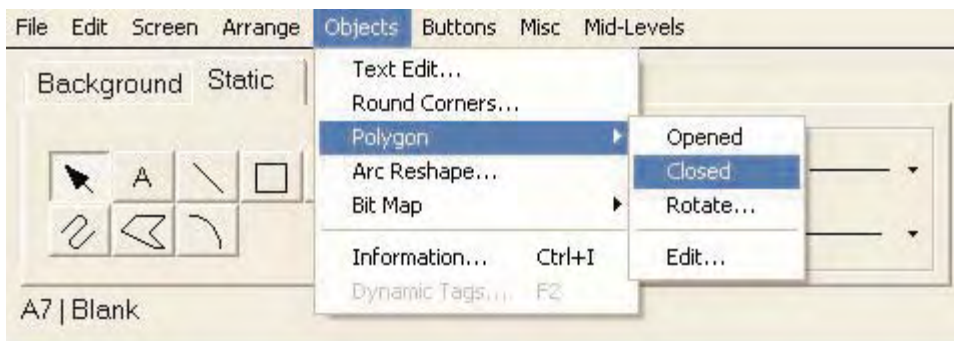 File Edit Screen Arrange Objects Buttons Misc Mid-Levels
Background Static
Text Edit...
Round Corners...
Polygon
Arc Reshape...
Bit Map
Information... Ctrl+I
Dynamic Tags... F2
Opened
Closed
Rotate...
Edit...
A
A7 | Blank